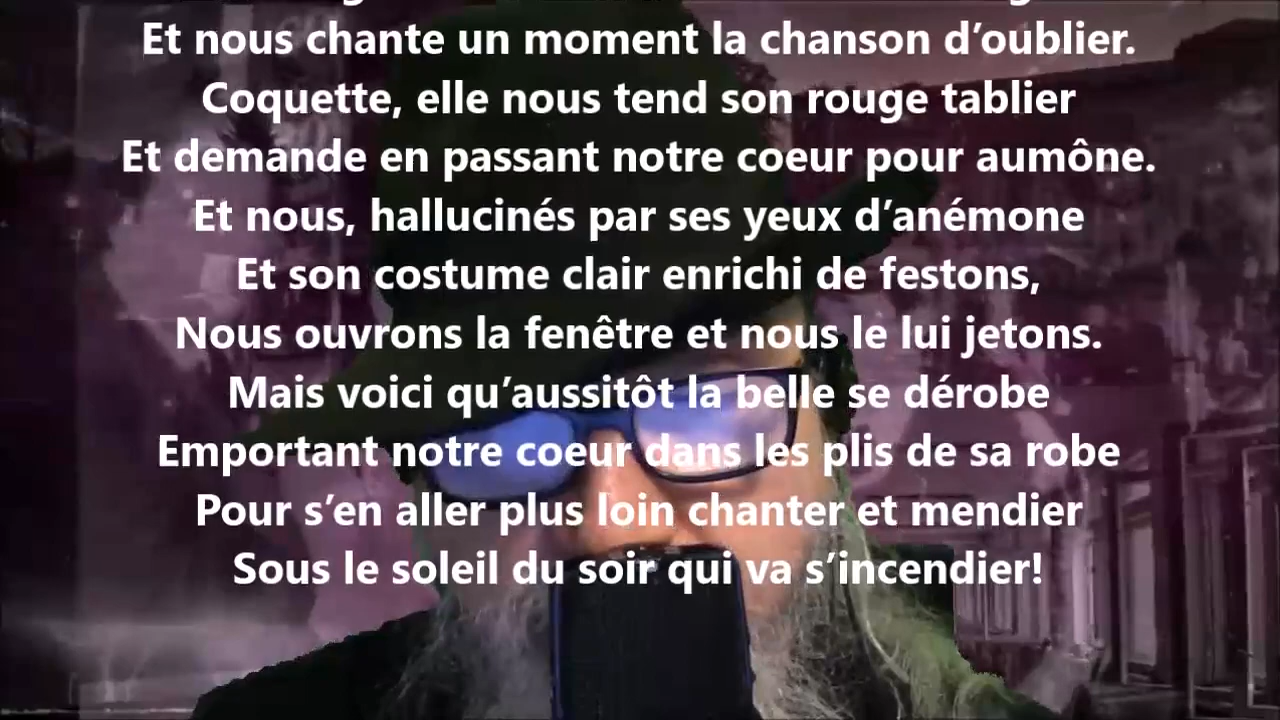 Et nous chante un moment la chanson d’oublier.
Coquette, elle nous tend son rouge tablier
Et demande en passant notre coeur pour aumône.
Et nous, hallucinés par ses yeux d’anémone
Et son costume clair enrichi de festons,
Nous ouvrons la fenêtre et nous le lui jetons.
Mais voici qu’aussitôt la belle se dérobe
Emportant notre coeur dans les plis de sa robe
Pour s’en aller plus loin chanter et mendier
Sous le soleil du soir qui va s’incendier!